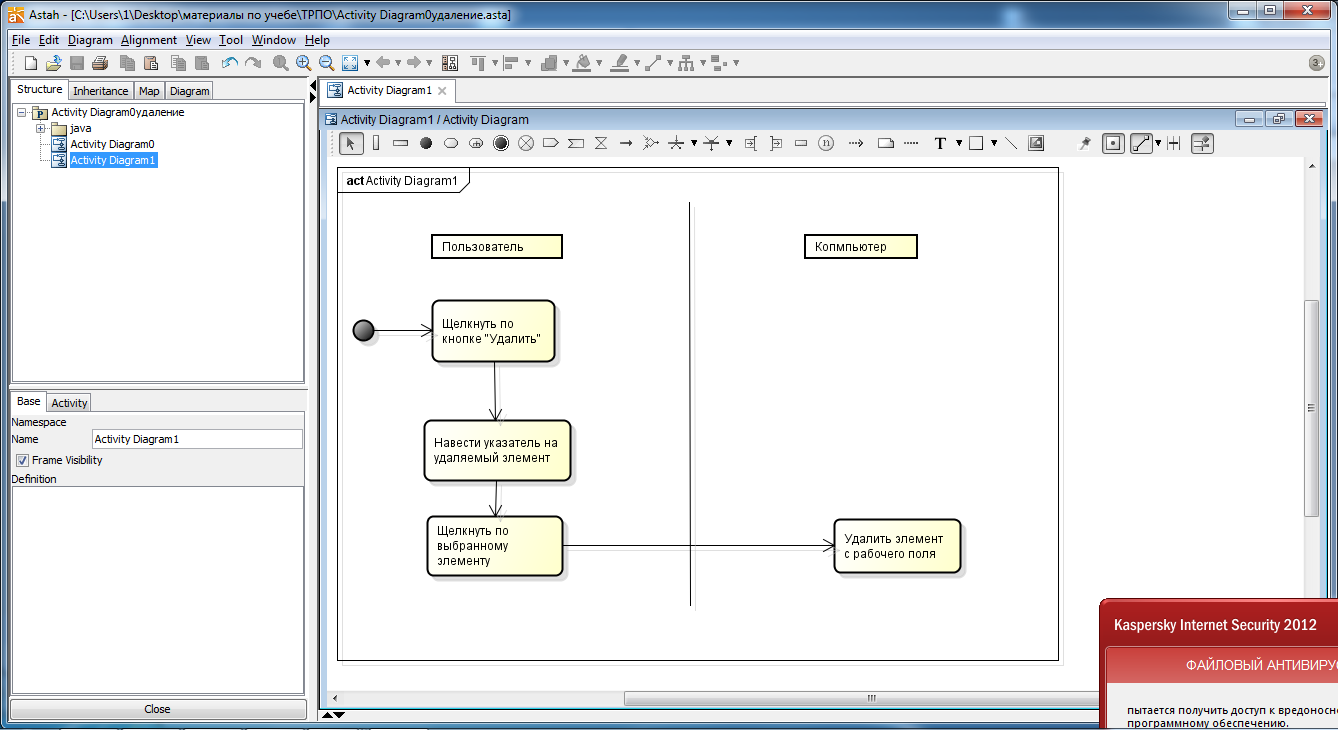 Astah - [C:\Users\1\Desktop\материалы по учебе\ТРПО\Activity Diagram0удаление.asta]
File Edit Diagram Alignment View Tool Window Help
3
Structure Inheritance Map Diagram
Activity Diagram0удаление
java
Activity Diagram0
Activity Diagram1
Base Activity
Namespace
Name Activity Diagram1
Frame Visibility
Definition
Close
Activity Diagram1
Activity Diagram1 / Activity Diagram
n T
act Activity Diagram1
Пользователь
Копмпьютер
Щелкнуть по
кнопке "Удалить"
Навести указатель на
удаляемый элемент
Щелкнуть по
выбранному
элементу
Удалить элемент
с рабочего поля
Kaspersky Internet Security 2012
ФАЙЛОВЫЙ АНТИВИРУС
пытается получить доступ к вредонос
программному обеспечению.